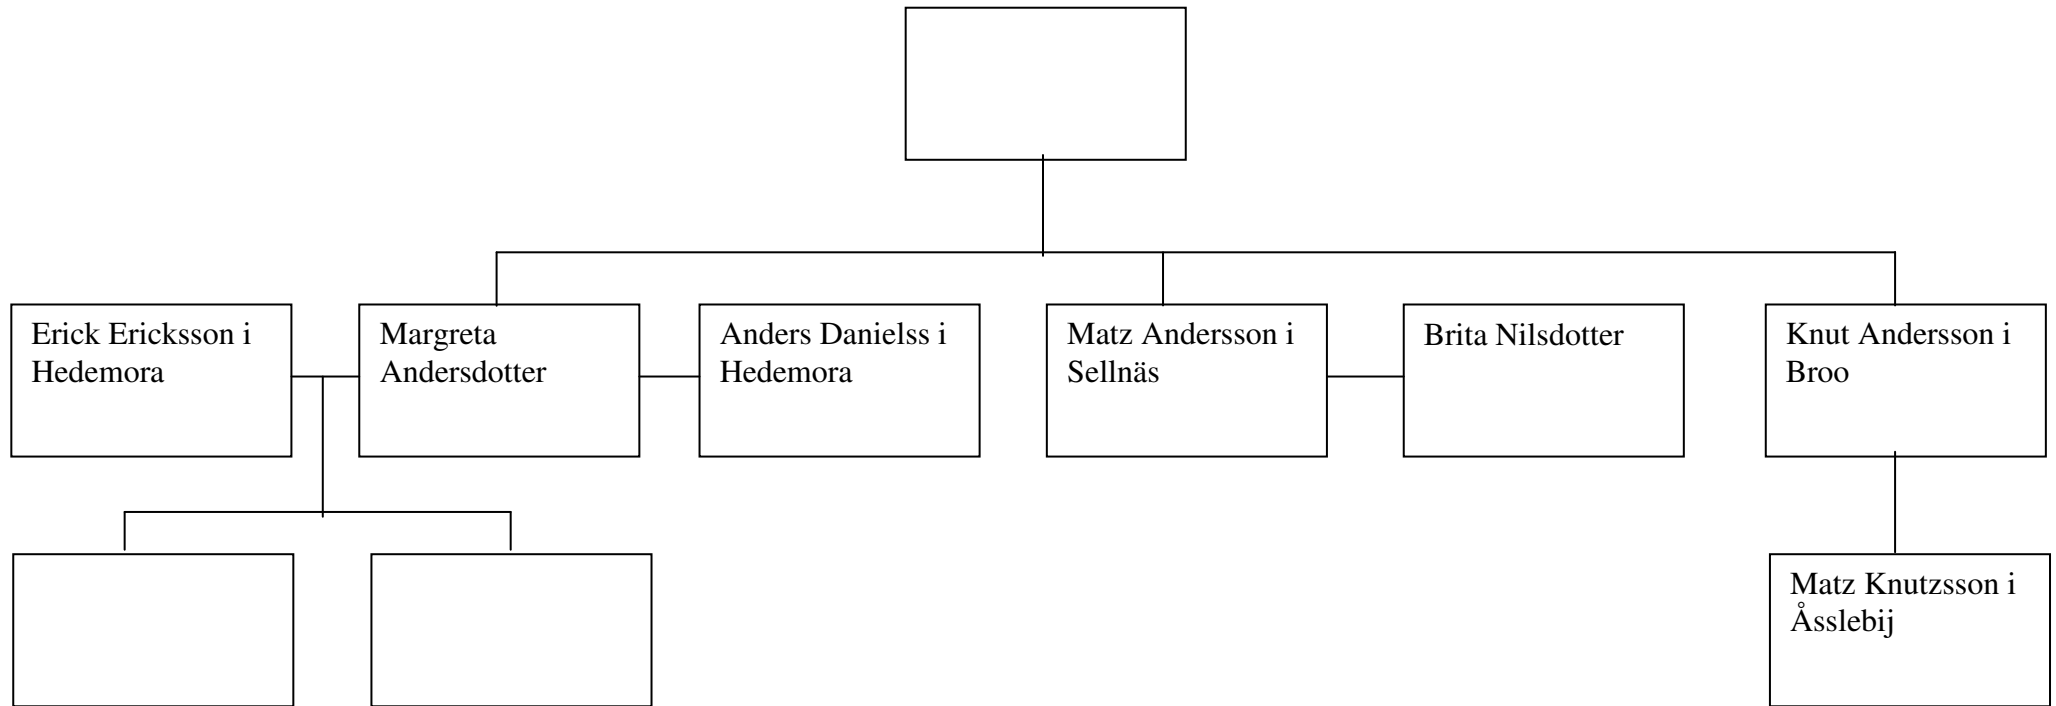 Erick Ericksson i
Hedemora
Margreta
Andersdotter
Anders Danielss i
Hedemora
Matz Andersson i
Sellnäs
Brita Nilsdotter
Knut Andersson i
Broo
Matz Knutzsson i
Åsslebij